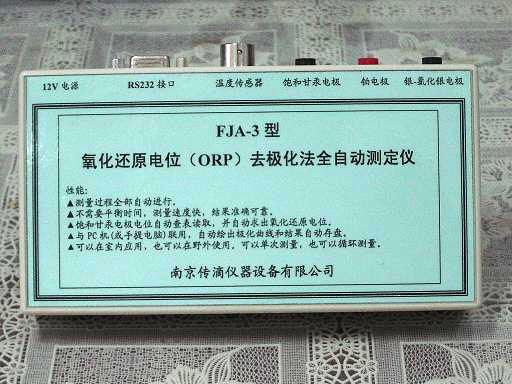 12V 电源 RS232 接口 温度传感器 饱和甘汞电极 铂电极 银-氯化银电极
FJA-3 型
氧化还原电位（ORP）去极化法全自动测定仪
性能:
▲测量过程全部自动进行。
▲不需要平衡时间，测量速度快，结果准确可靠。
▲饱和甘汞电极电位自动查表读取，并自动求出氧化还原电位。
▲与PC机(或手提电脑)联用，自动绘出极化曲线和结果自动存盘。
▲可以在室内应用，也可以在野外使用。可以单次测量，也可以循环测量。
南京传滴仪器设备有限公司